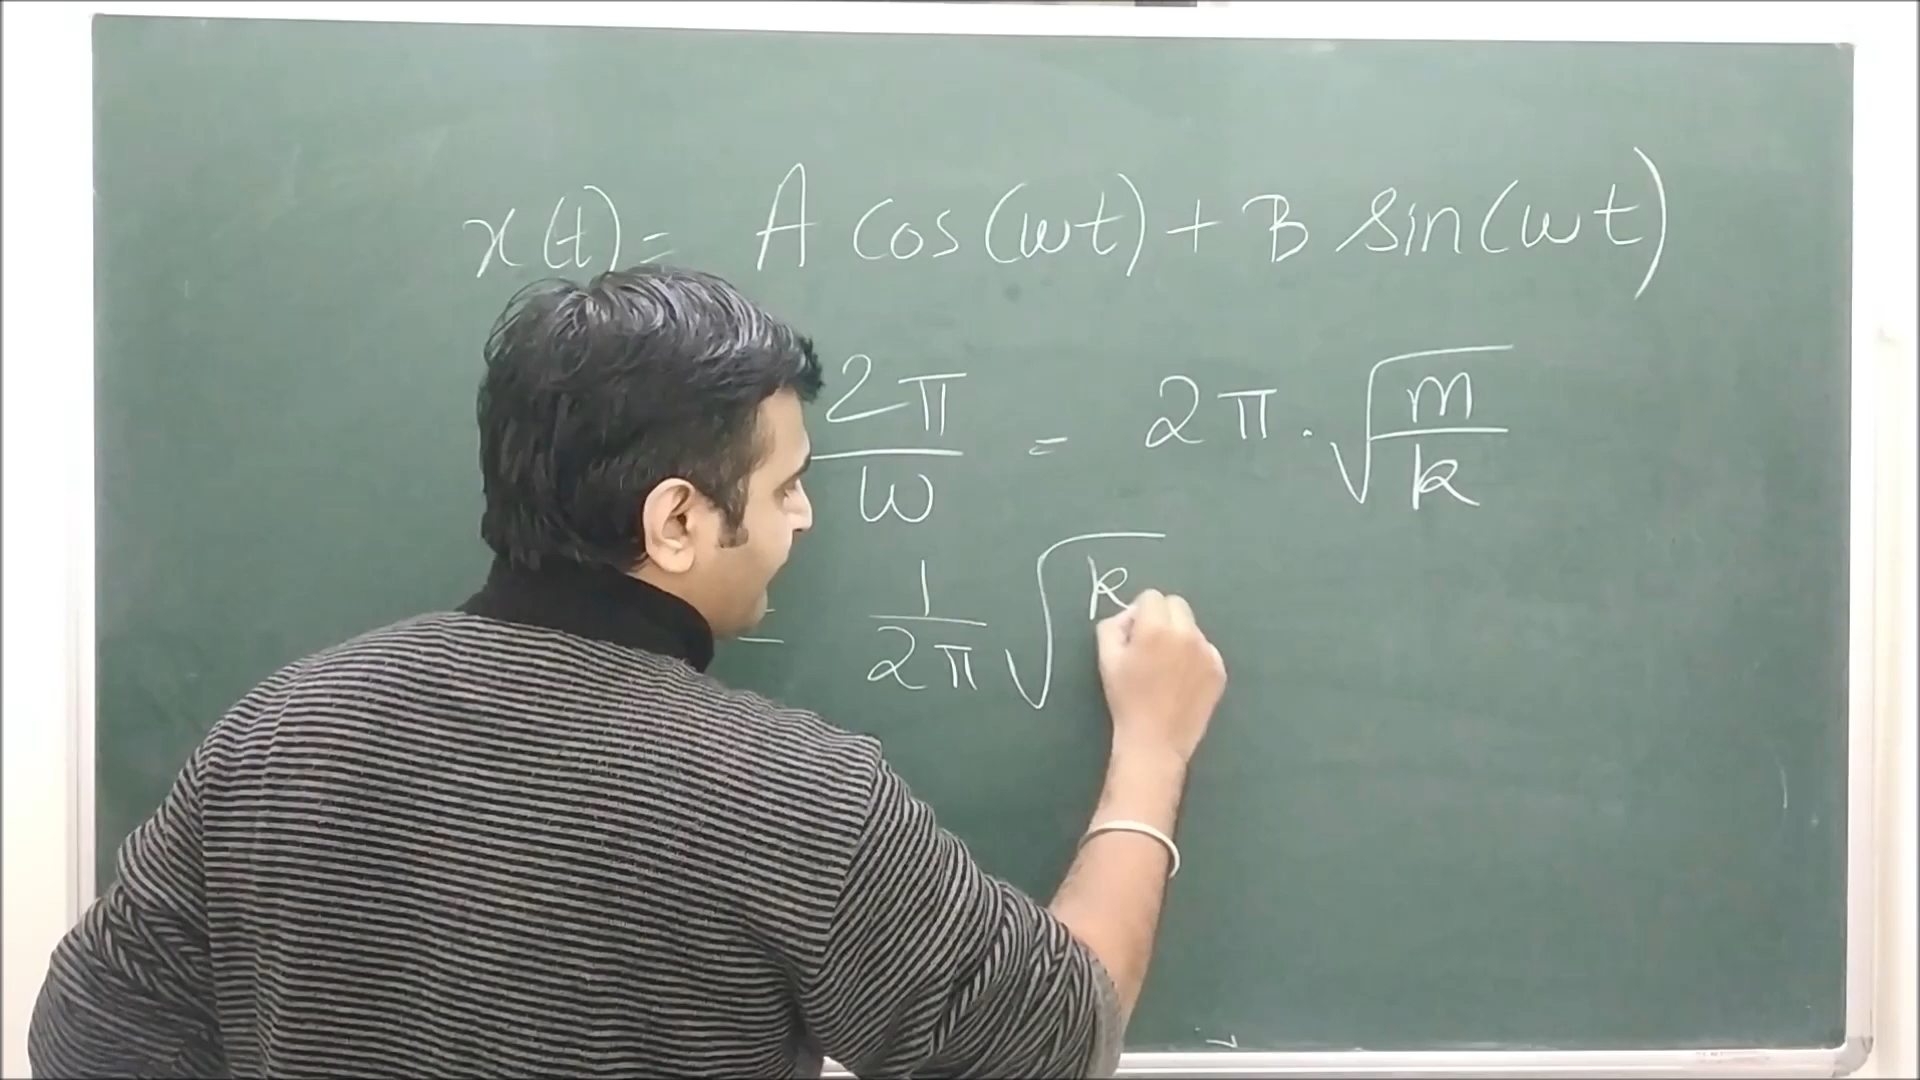 x(t) = A cos(ωt) + B sin(ωt)
2π/ω = 2π · √(m/k)
= 1/2π √k